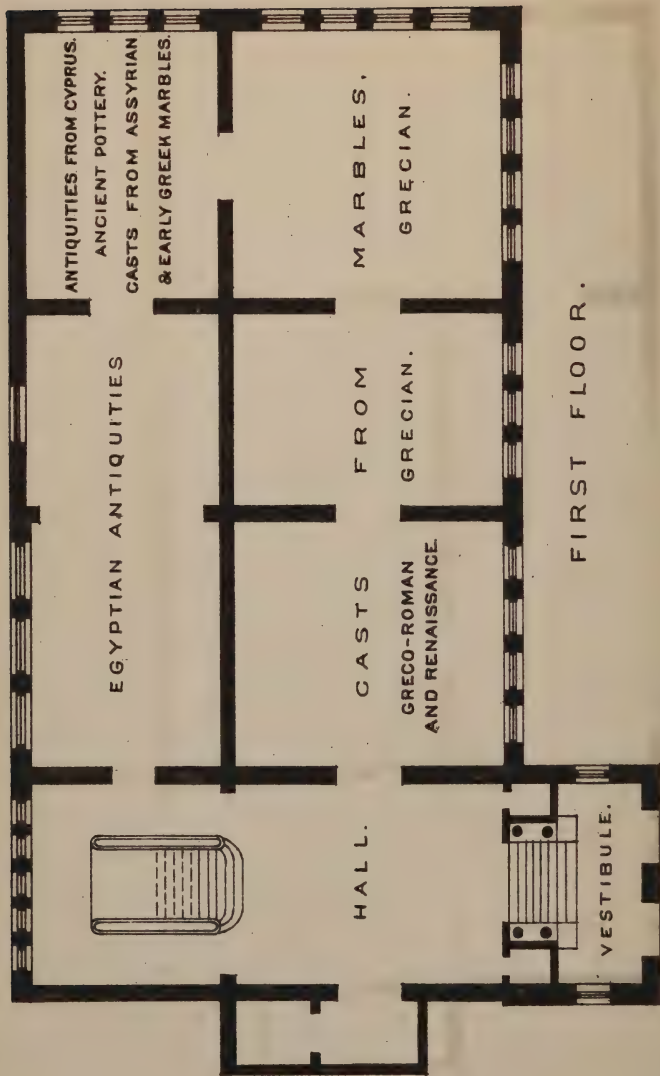 ANTIQUITIES FROM CYPRUS.
ANCIENT POTTERY.
CASTS FROM ASSYRIAN
& EARLY GREEK MARBLES.
EGYPTIAN ANTIQUITIES
HALL.
CASTS FROM MARBLES,
GRECO-ROMAN
AND RENAISSANCE.
GRECIAN.
GRECIAN.
VESTIBULE.
FIRST FLOOR.